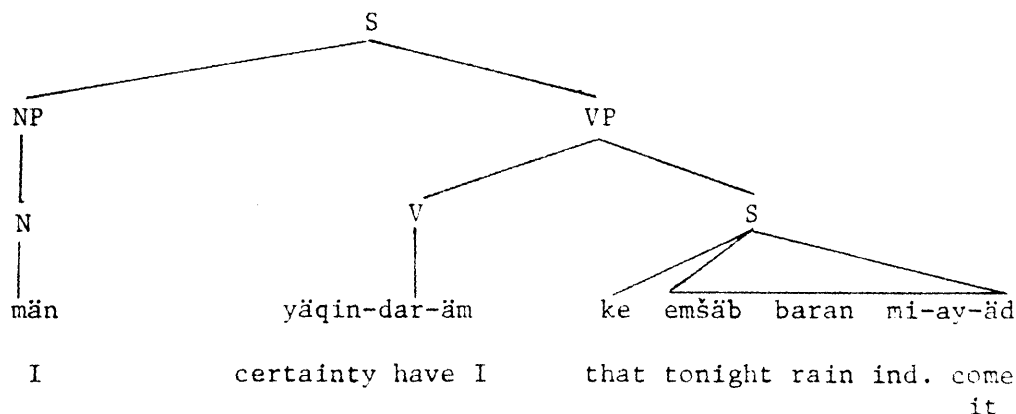 S
NP VP
N V S
män yäqin-dar-äm ke emšäb baran mi-ay-äd
I certainty have I that tonight rain ind. come
it